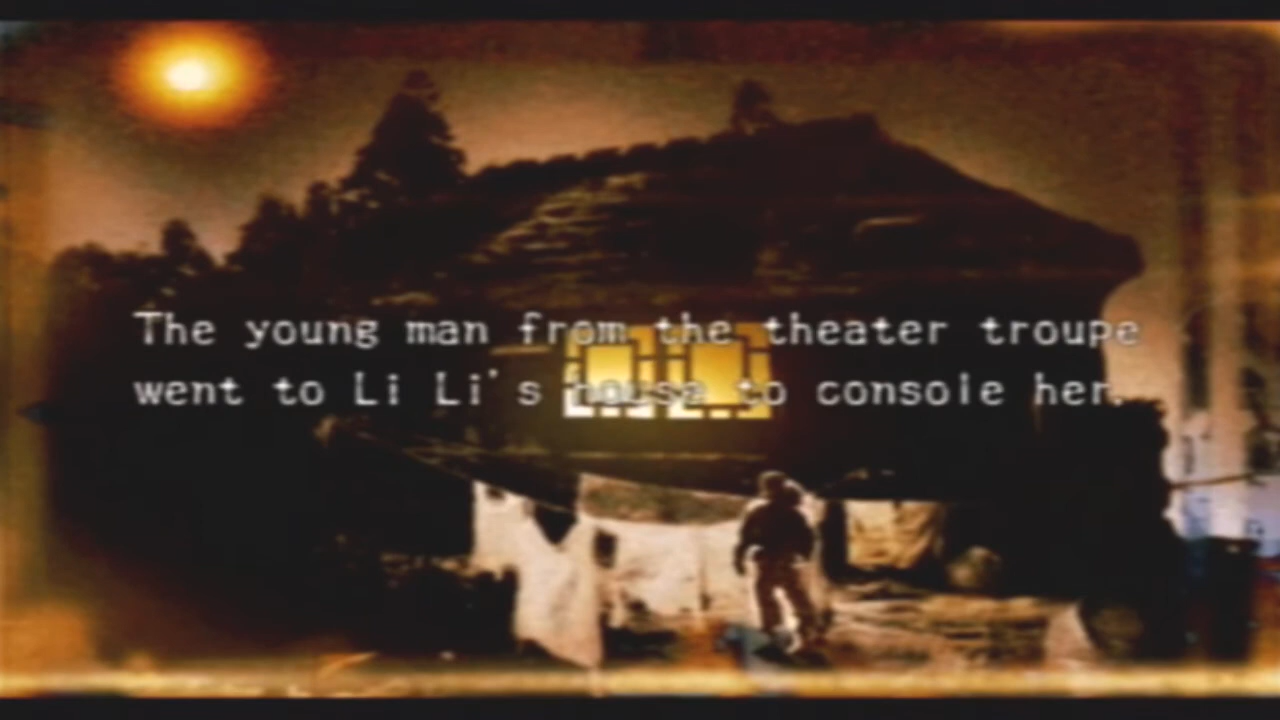 The young man from the theater troupe
went to Li Li's house to console her.